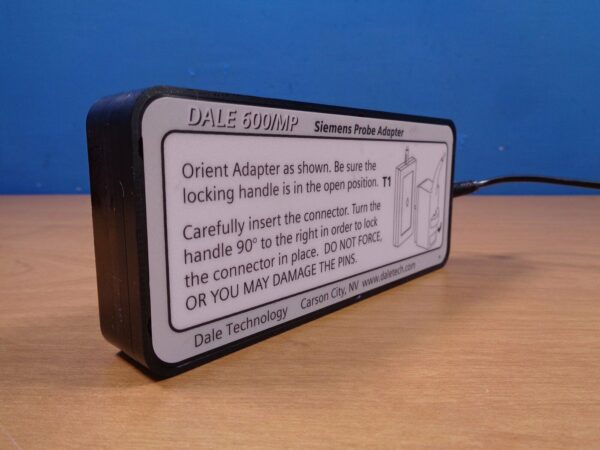 DALE 600/MP Siemens Probe Adapter
Orient Adapter as shown. Be sure the
locking handle is in the open position. T1
Carefully insert the connector. Turn the
handle 90° to the right in order to lock
the connector in place. DO NOT FORCE,
OR YOU MAY DAMAGE THE PINS.
Dale Technology Carson City, NV www.daletech.com